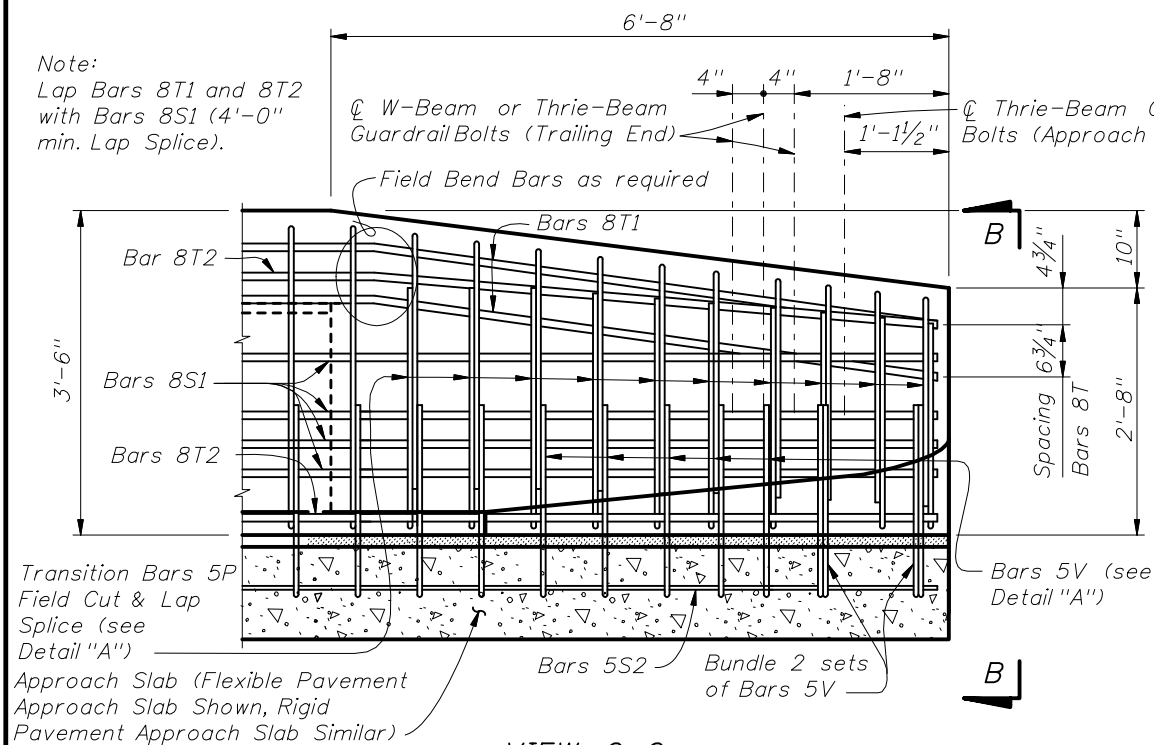 6'-8"
Note:
Lap Bars 8T1 and 8T2
with Bars 8S1 (4'-0"
min. Lap Splice).
4" 4" 1'-8"
℄ W-Beam or Thrie-Beam
Guardrail Bolts (Trailing End)
℄ Thrie-Beam
Bolts (Approach
1'-1½"
Field Bend Bars as required
Bars 8T1
B
Bar 8T2
4¾"
10"
3'-6"
6¾"
Bars 8S1
2'-8"
Spacing
Bars 8T
Bars 8T2
Transition Bars 5P
Field Cut & Lap
Splice (see
Detail "A")
Bars 5V (see
Detail "A")
Bars 5S2
Bundle 2 sets
of Bars 5V
B
Approach Slab (Flexible Pavement
Approach Slab Shown, Rigid
Pavement Approach Slab Similar)